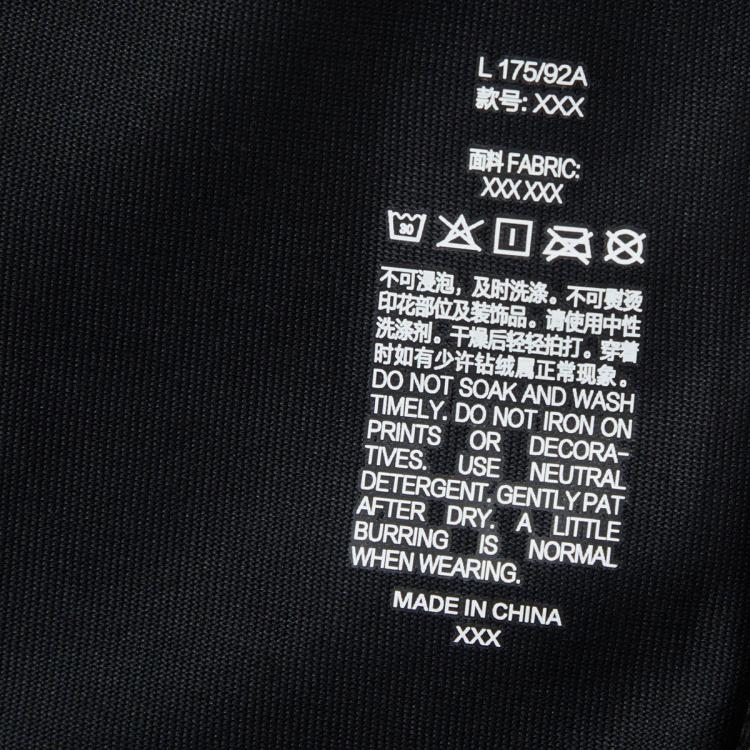 L 175/92A
款号: XXX
面料 FABRIC:
XXX XXX
30
不可浸泡，及时洗涤。不可熨烫
印花部位及装饰品。请使用中性
洗涤剂。干燥后轻轻拍打。穿着
时如有少许钻绒属正常现象。
DO NOT SOAK AND WASH
TIMELY. DO NOT IRON ON
PRINTS OR DECORA-
TIVES. USE NEUTRAL
DETERGENT. GENTLY PAT
AFTER DRY. A LITTLE
BURRING IS NORMAL
WHEN WEARING.
MADE IN CHINA
XXX